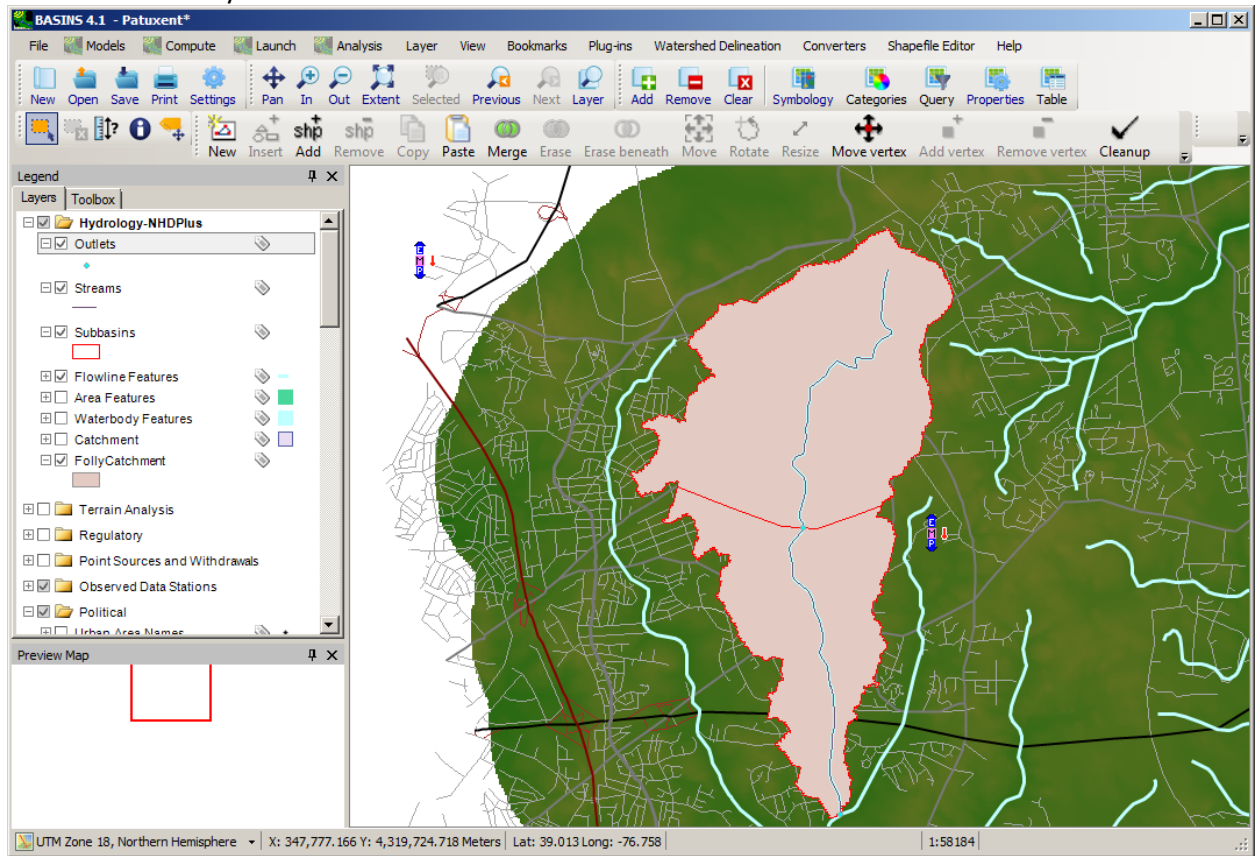 BASINS 4.1 - Patuxent*
File Models Compute Launch Analysis Layer View Bookmarks Plug-ins Watershed Delineation Converters Shapefile Editor Help
New Open Save Print Settings Pan In Out Extent Selected Previous Next Layer Add Remove Clear Symbology Categories Query Properties Table
New Insert Add Remove Copy Paste Merge Erase Erase beneath Move Rotate Resize Move vertex Add vertex Remove vertex Cleanup
shp shp
Legend
Layers Toolbox
Hydrology-NHDPlus
Outlets
Streams
Subbasins
Flowline Features
Area Features
Waterbody Features
Catchment
FollyCatchment
Terrain Analysis
Regulatory
Point Sources and Withdrawals
Observed Data Stations
Political
Urban Area Names
Preview Map
E
M
P
E
M
P
UTM Zone 18, Northern Hemisphere X: 347,777.166 Y: 4,319,724.718 Meters Lat: 39.013 Long: -76.758 1:58184